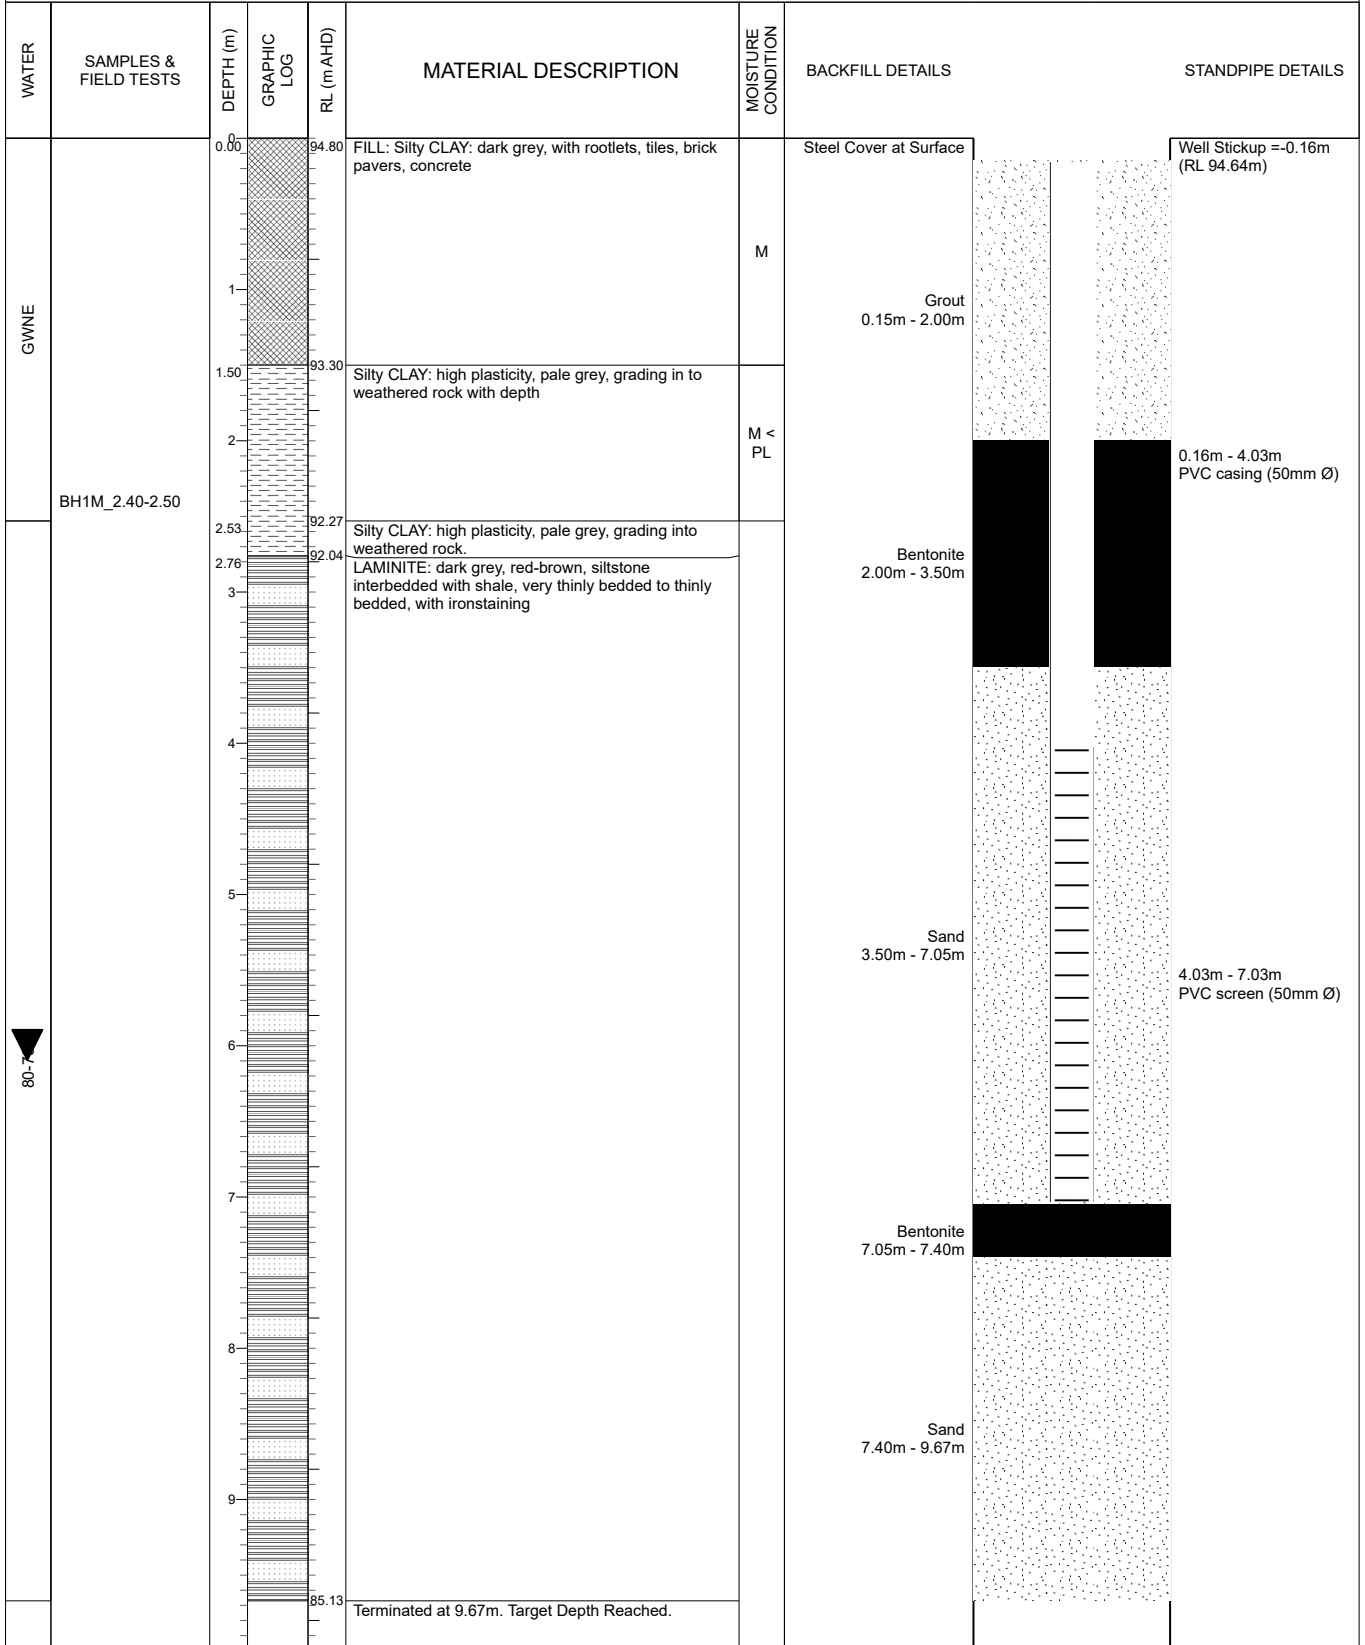 WATER
SAMPLES &
FIELD TESTS
DEPTH (m)
GRAPHIC
LOG
RL (m AHD)
MATERIAL DESCRIPTION
MOISTURE
CONDITION
BACKFILL DETAILS
STANDPIPE DETAILS
0
0.00
94.80
FILL: Silty CLAY: dark grey, with rootlets, tiles, brick
pavers, concrete
Steel Cover at Surface
Well Stickup =-0.16m
(RL 94.64m)
M
1
Grout
0.15m - 2.00m
GWNE
1.50
93.30
Silty CLAY: high plasticity, pale grey, grading in to
weathered rock with depth
2
M <
PL
0.16m - 4.03m
PVC casing (50mm Ø)
BH1M_2.40-2.50
2.53
92.27
Silty CLAY: high plasticity, pale grey, grading into
weathered rock.
2.76
92.04
LAMINITE: dark grey, red-brown, siltstone
interbedded with shale, very thinly bedded to thinly
bedded, with ironstaining
Bentonite
2.00m - 3.50m
3
4
5
Sand
3.50m - 7.05m
4.03m - 7.03m
PVC screen (50mm Ø)
6
7
Bentonite
7.05m - 7.40m
8
Sand
7.40m - 9.67m
9
85.13
Terminated at 9.67m. Target Depth Reached.